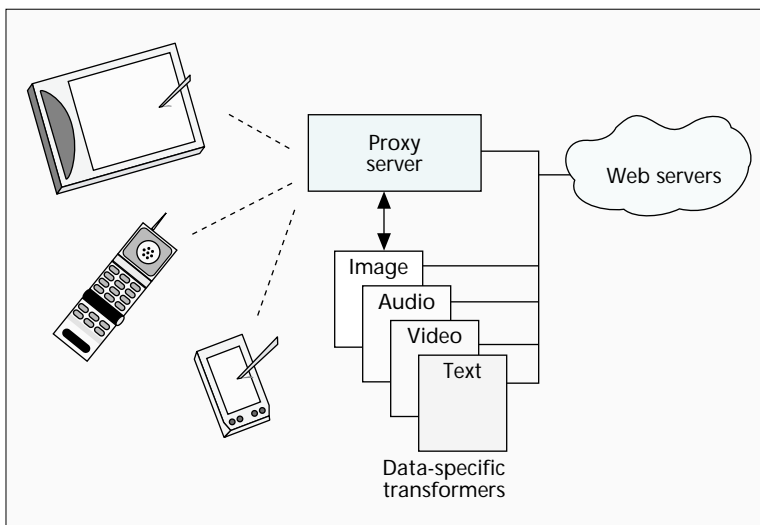 Proxy
server
Web servers
Image
Audio
Video
Text
Data-specific
transformers